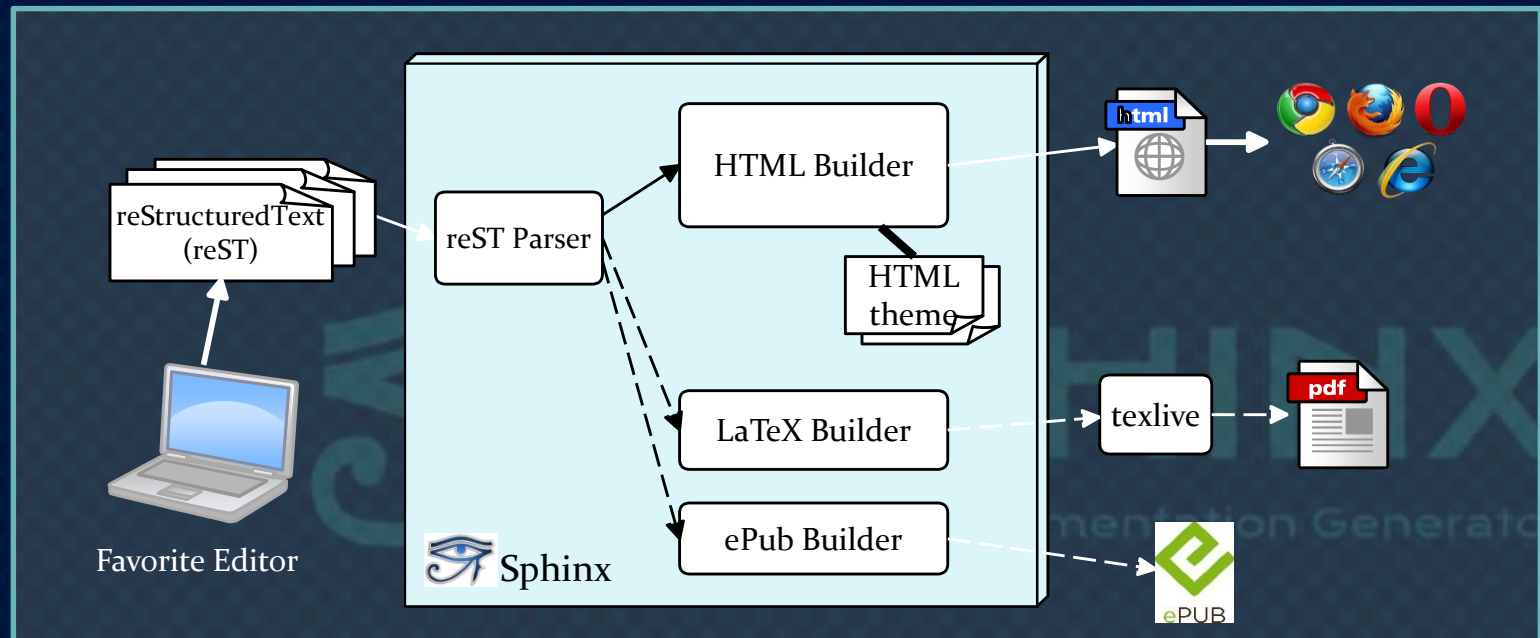 reStructuredText
(reST)
Favorite Editor
reST Parser
HTML Builder
HTML
theme
LaTeX Builder
ePub Builder
Sphinx
html
texlive
pdf
ePUB
HINX
mentation Generato